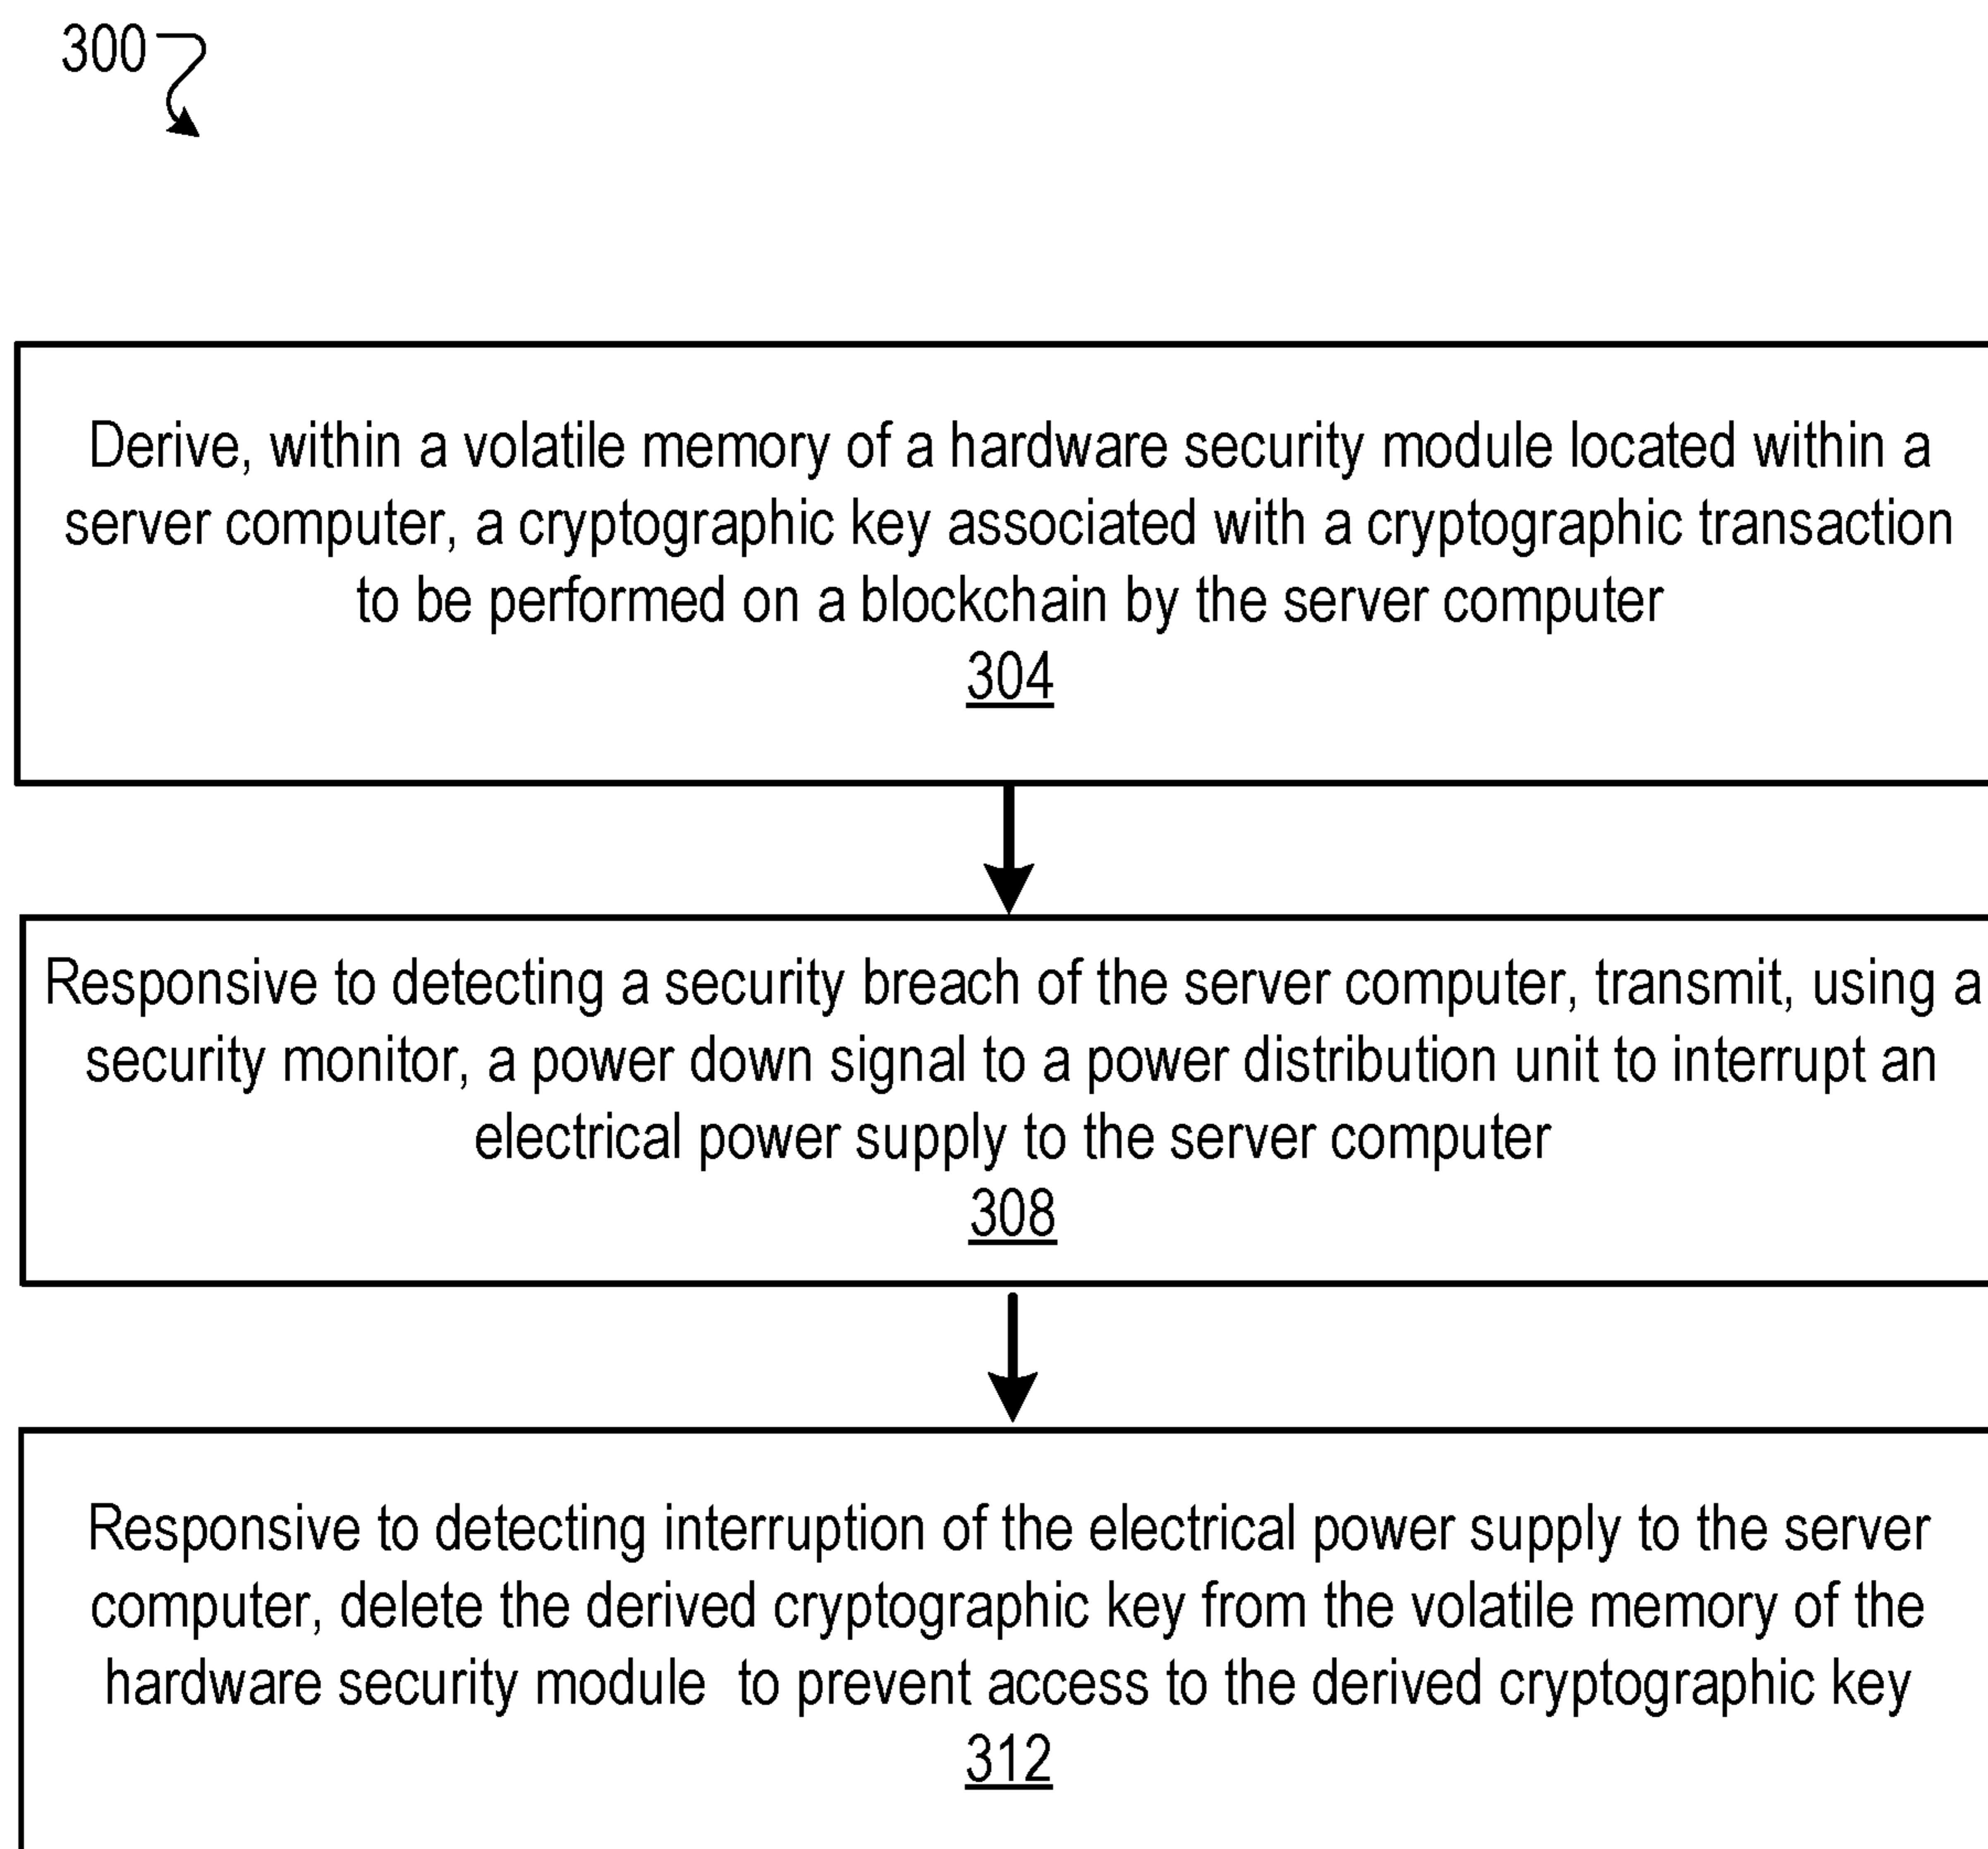 300
Derive, within a volatile memory of a hardware security module located within a
server computer, a cryptographic key associated with a cryptographic transaction
to be performed on a blockchain by the server computer
304
Responsive to detecting a security breach of the server computer, transmit, using a
security monitor, a power down signal to a power distribution unit to interrupt an
electrical power supply to the server computer
308
Responsive to detecting interruption of the electrical power supply to the server
computer, delete the derived cryptographic key from the volatile memory of the
hardware security module  to prevent access to the derived cryptographic key
312